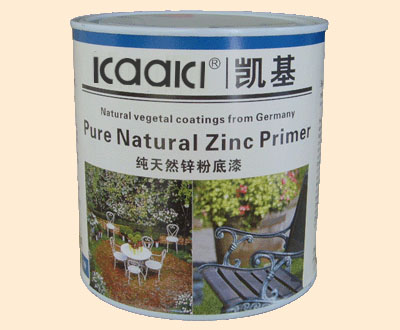 KAAKI® 凯基
Natural vegetal coatings from Germany
Pure Natural Zinc Primer
纯天然锌粉底漆